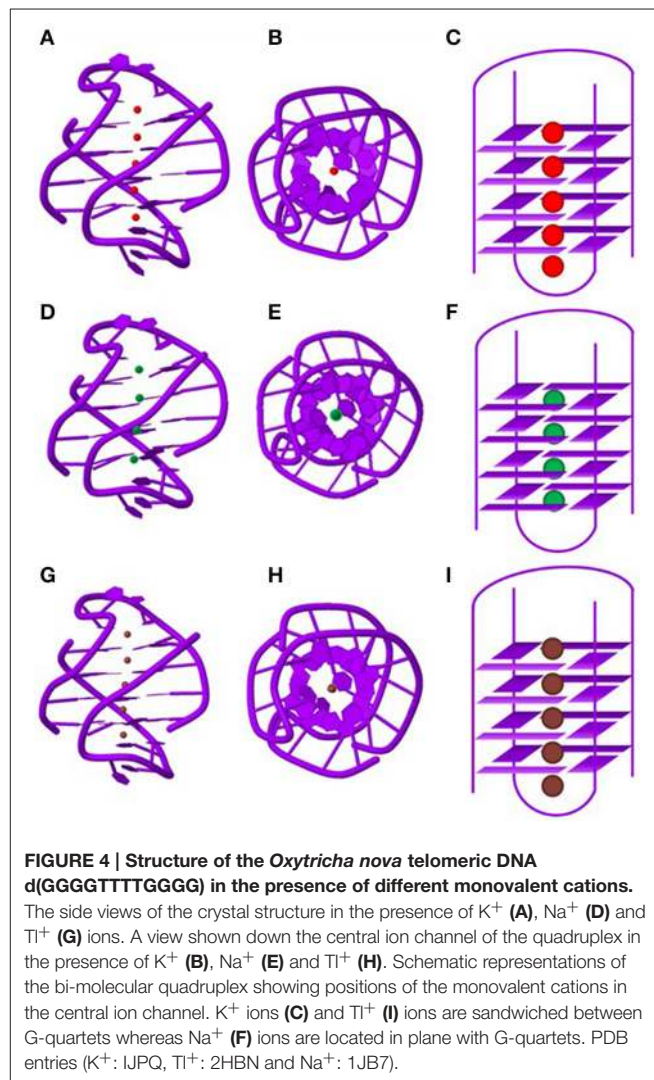 A
B
C
D
E
F
G
H
I
FIGURE 4 | Structure of the Oxytricha nova telomeric DNA
d(GGGGTTTTGGGG) in the presence of different monovalent cations.
The side views of the crystal structure in the presence of K⁺ (A), Na⁺ (D) and
Tl⁺ (G) ions. A view shown down the central ion channel of the quadruplex in
the presence of K⁺ (B), Na⁺ (E) and Tl⁺ (H). Schematic representations of
the bi-molecular quadruplex showing positions of the monovalent cations in
the central ion channel. K⁺ ions (C) and Tl⁺ (I) ions are sandwiched between
G-quartets whereas Na⁺ (F) ions are located in plane with G-quartets. PDB
entries (K⁺: IJPQ, Tl⁺: 2HBN and Na⁺: 1JB7).